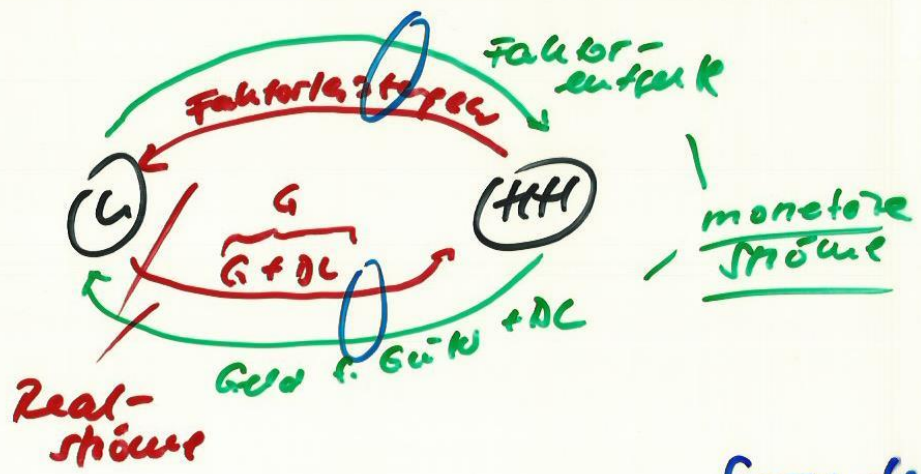 Faktor-
entgelt
Faktorleistungen
U
HH
G
G + DL
monetäre
Ströme
Geld f. Güter + DL
Real-
ströme